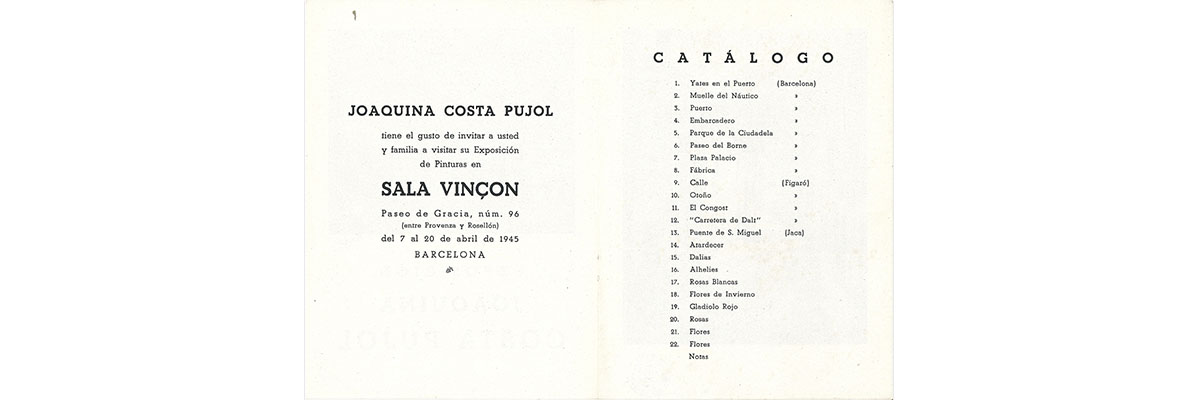 JOAQUINA COSTA PUJOL
tiene el gusto de invitar a usted
y familia a visitar su Exposición
de Pinturas en
SALA VINÇON
Paseo de Gracia, núm. 96
(entre Provenza y Rosellón)
del 7 al 20 de abril de 1945
BARCELONA
CATÁLOGO
1. Yates en el Puerto (Barcelona)
2. Muelle del Náutico »
3. Puerto »
4. Embarcadero »
5. Parque de la Ciudadela »
6. Paseo del Borne »
7. Plaza Palacio »
8. Fábrica »
9. Calle (Figaró)
10. Otoño »
11. El Congost »
12. "Carretera de Dalt" »
13. Puente de S. Miguel (Jaca)
14. Atardecer
15. Dalias
16. Alhelies
17. Rosas Blancas
18. Flores de Invierno
19. Gladiolo Rojo
20. Rosas
21. Flores
22. Flores
Notas
JOAQUINA
COSTA PUJOL